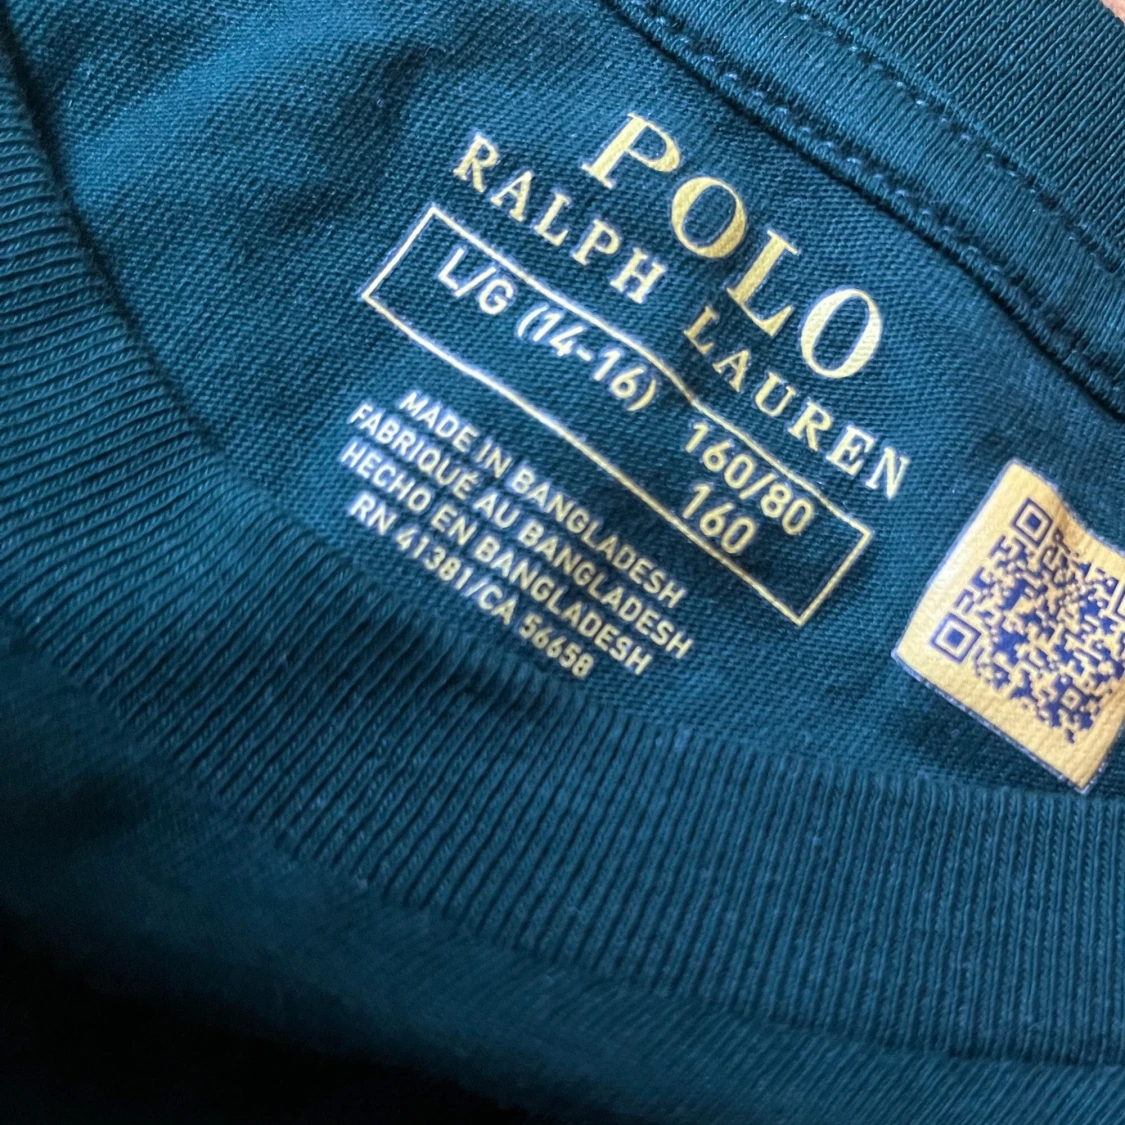 POLO
RALPH LAUREN
L/G (14-16) 160/80
160
MADE IN BANGLADESH
FABRIQUÉ AU BANGLADESH
HECHO EN BANGLADESH
RN 41381/CA 56658